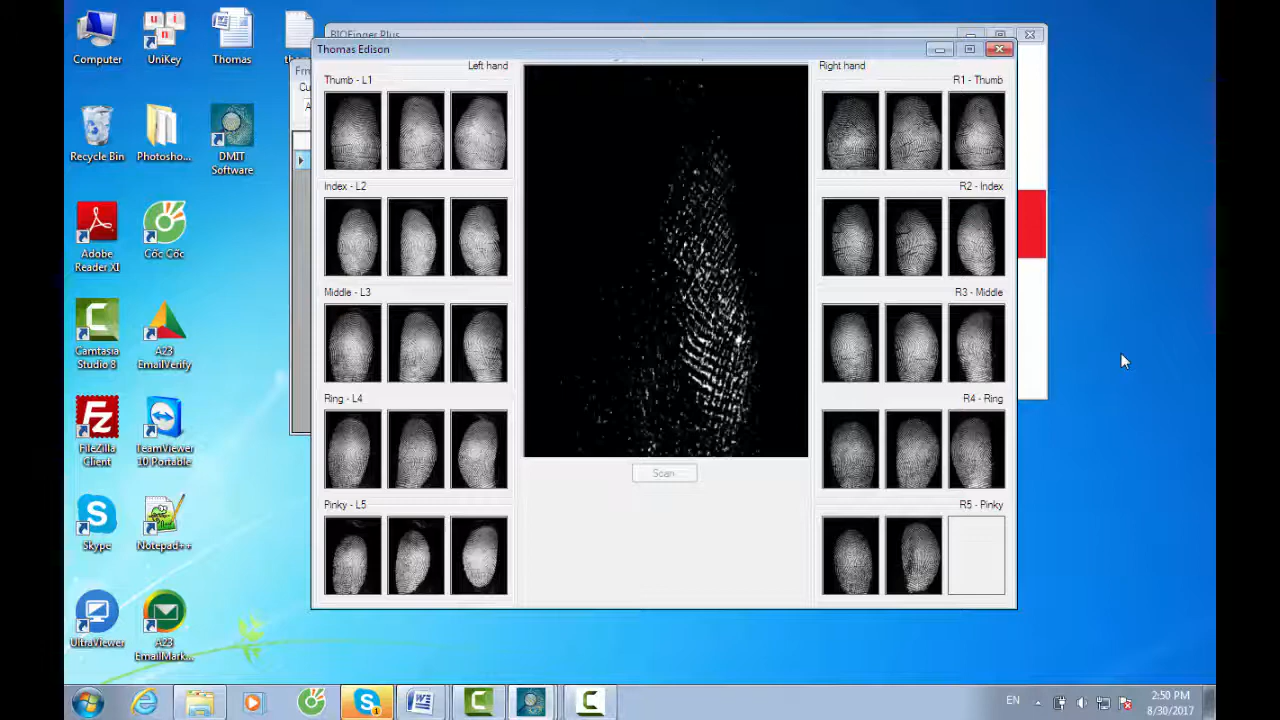 Computer
UniKey
Thomas
Recycle Bin
Photosho...
DMIT
Software
Adobe
Reader XI
Cốc Cốc
Camtasia
Studio 8
A23
EmailVerify
FileZilla
Client
TeamViewer
10 Portable
Skype
Notepad++
UltraViewer
A23
EmailMark...
BIOFinger Plus
Thomas Edison
Left hand
Right hand
Thumb - L1
R1 - Thumb
Index - L2
R2 - Index
Middle - L3
R3 - Middle
Ring - L4
R4 - Ring
Scan
Pinky - L5
R5 - Pinky
EN
2:50 PM
8/30/2017